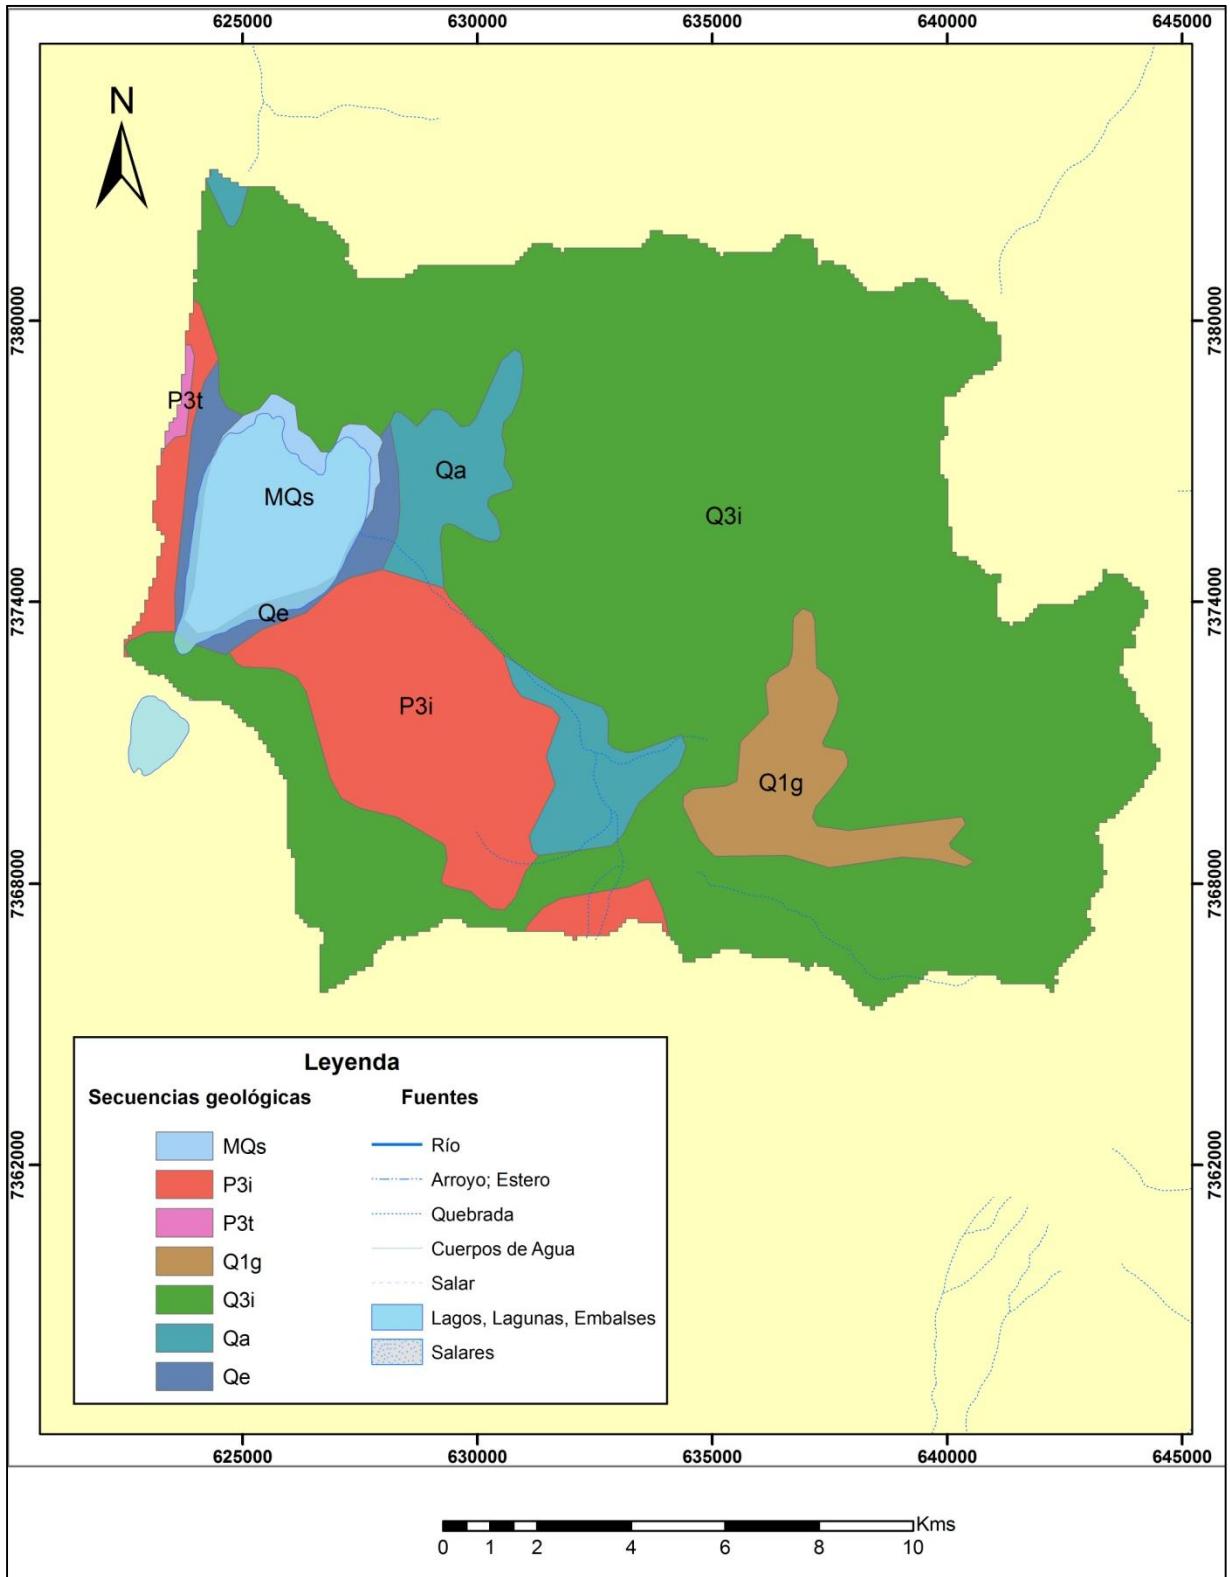 625000 630000 635000 640000 645000
N
7380000 7380000
P3t
Qa
MQs
Q3i
7374000 7374000
Qe
P3i
Q1g
7368000 7368000
Leyenda
Secuencias geológicas Fuentes
MQs Río
P3i Arroyo; Estero
P3t Quebrada
Q1g Cuerpos de Agua
Q3i Salar
Qa Lagos, Lagunas, Embalses
Qe Salares
7362000 7362000
625000 630000 635000 640000 645000
Kms
0 1 2 4 6 8 10